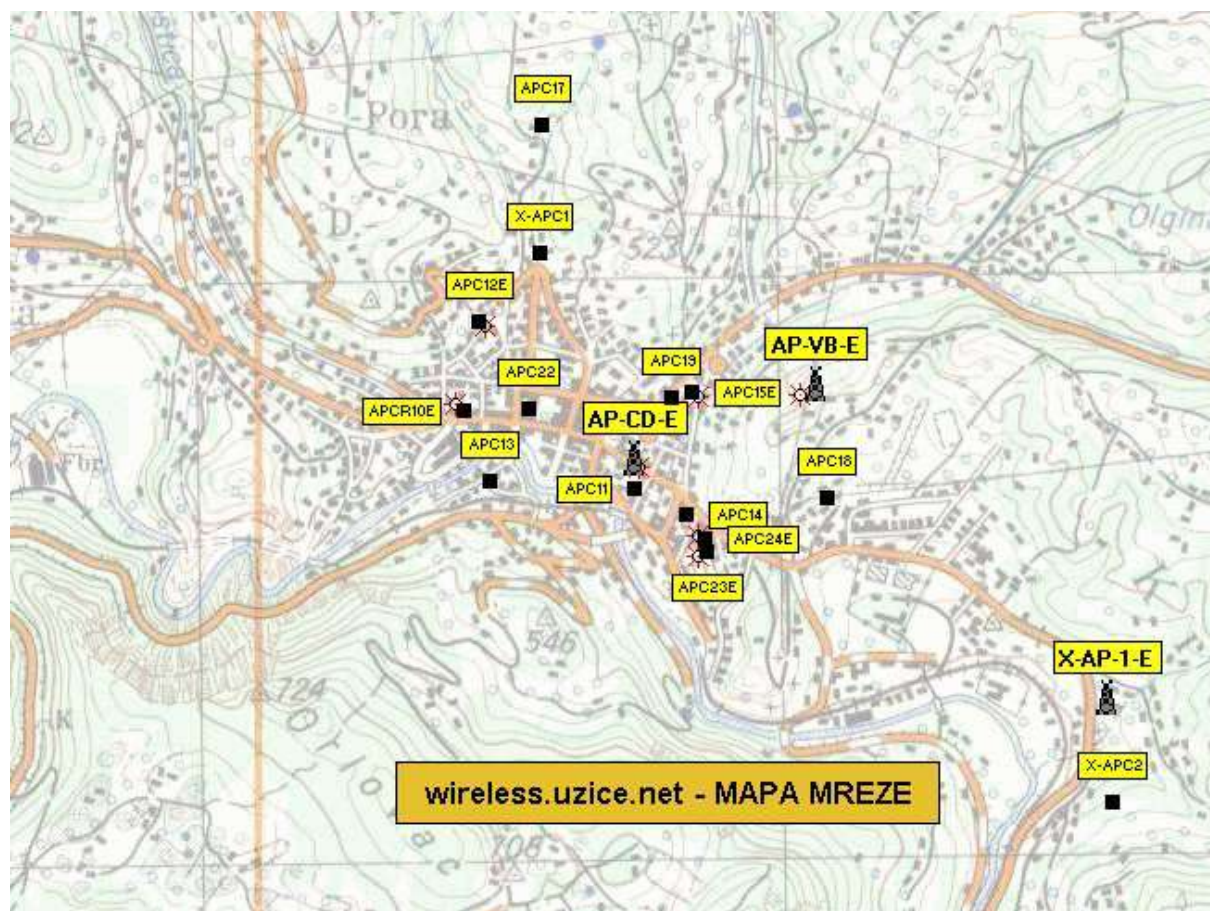 APC17
Pora
X-APC1
D
Olgin
523
APC12E
AP-VB-E
APC19
APC22
APC15E
APCR10E
AP-CD-E
APC13
Fbr
APC18
APC11
APC14
APC24E
APC23E
546
X-AP-1-E
724
K
X-APC2
wireless.uzice.net - MAPA MREZE
708